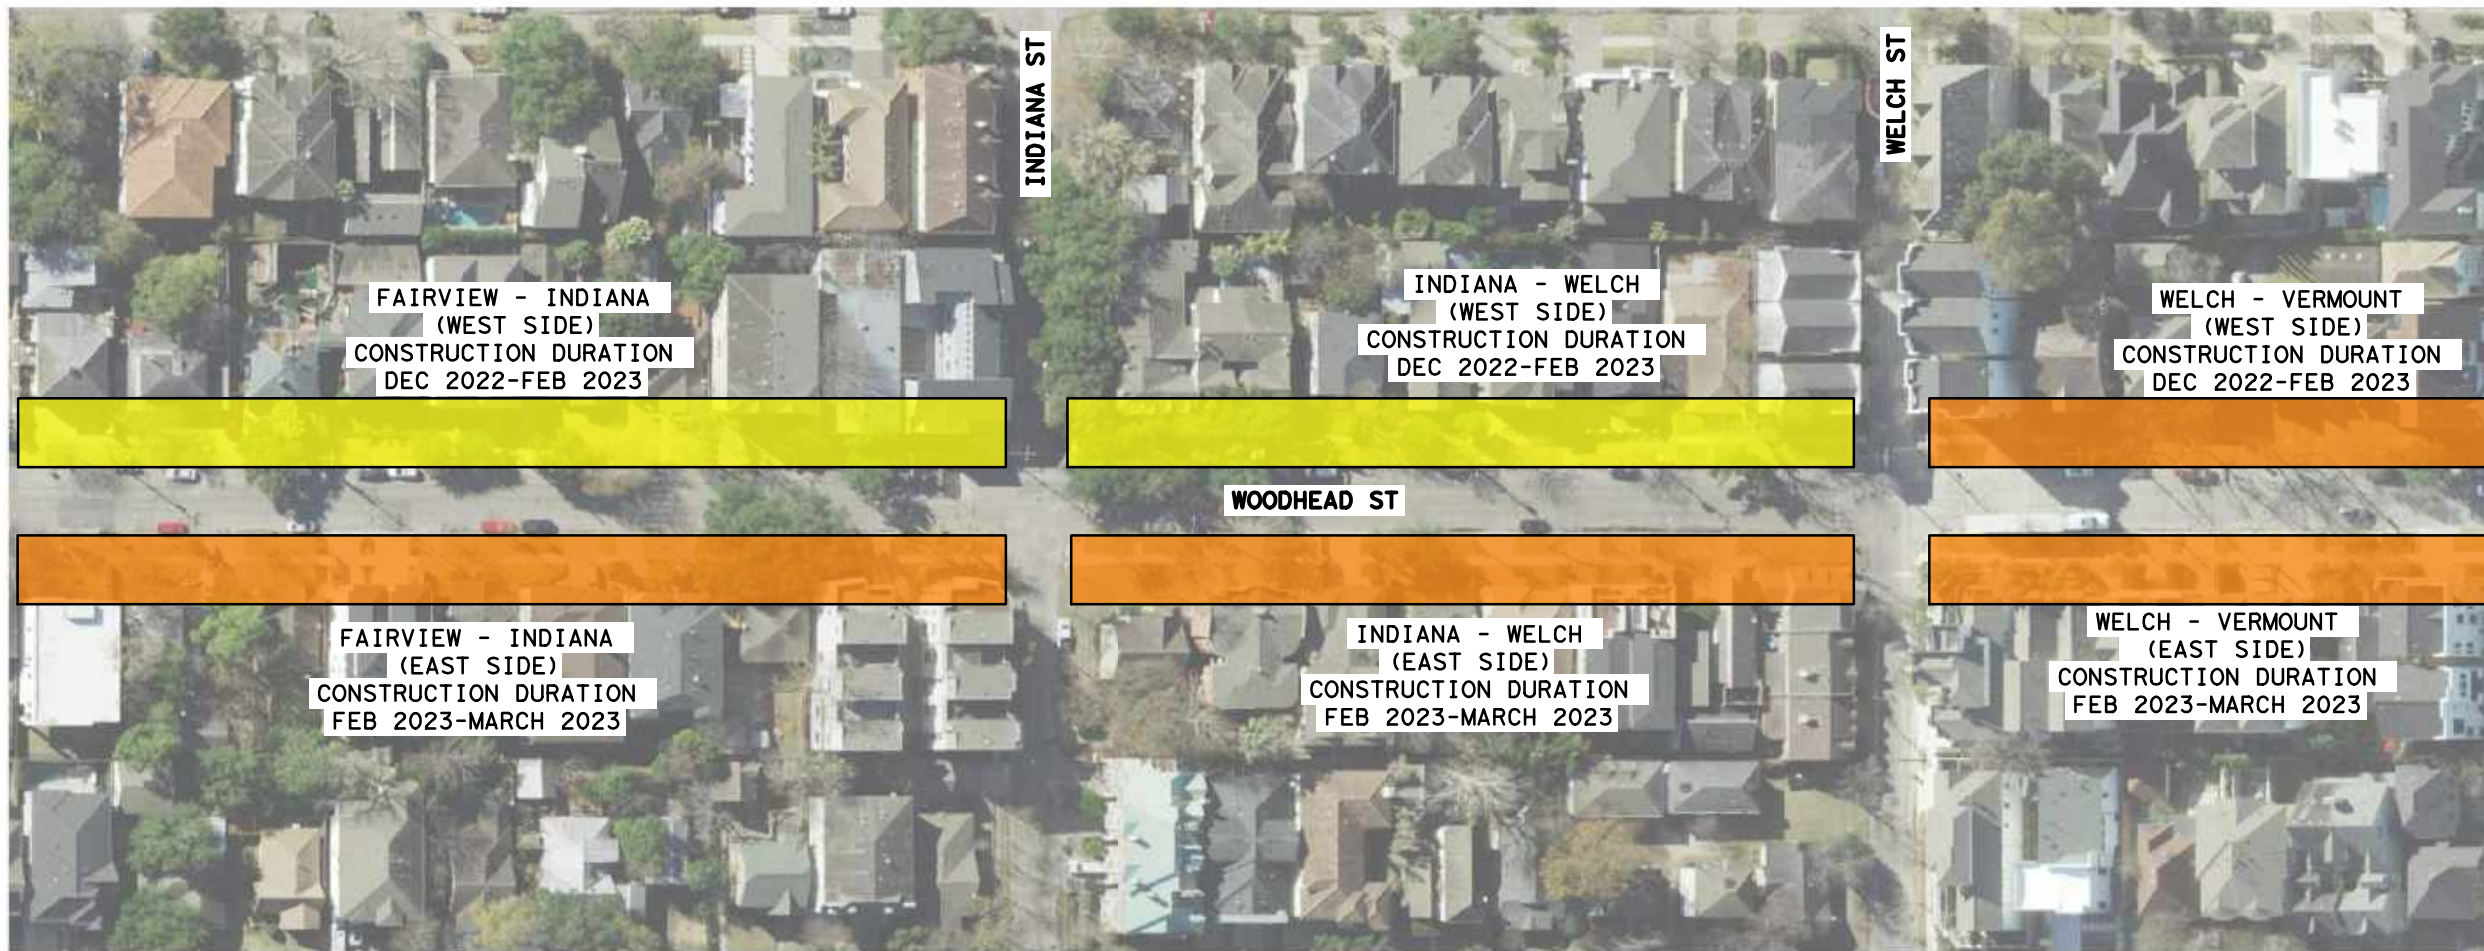 INDIANA ST
WELCH ST
FAIRVIEW - INDIANA
(WEST SIDE)
CONSTRUCTION DURATION
DEC 2022-FEB 2023
INDIANA - WELCH
(WEST SIDE)
CONSTRUCTION DURATION
DEC 2022-FEB 2023
WELCH - VERMOUNT
(WEST SIDE)
CONSTRUCTION DURATION
DEC 2022-FEB 2023
WOODHEAD ST
FAIRVIEW - INDIANA
(EAST SIDE)
CONSTRUCTION DURATION
FEB 2023-MARCH 2023
INDIANA - WELCH
(EAST SIDE)
CONSTRUCTION DURATION
FEB 2023-MARCH 2023
WELCH - VERMOUNT
(EAST SIDE)
CONSTRUCTION DURATION
FEB 2023-MARCH 2023